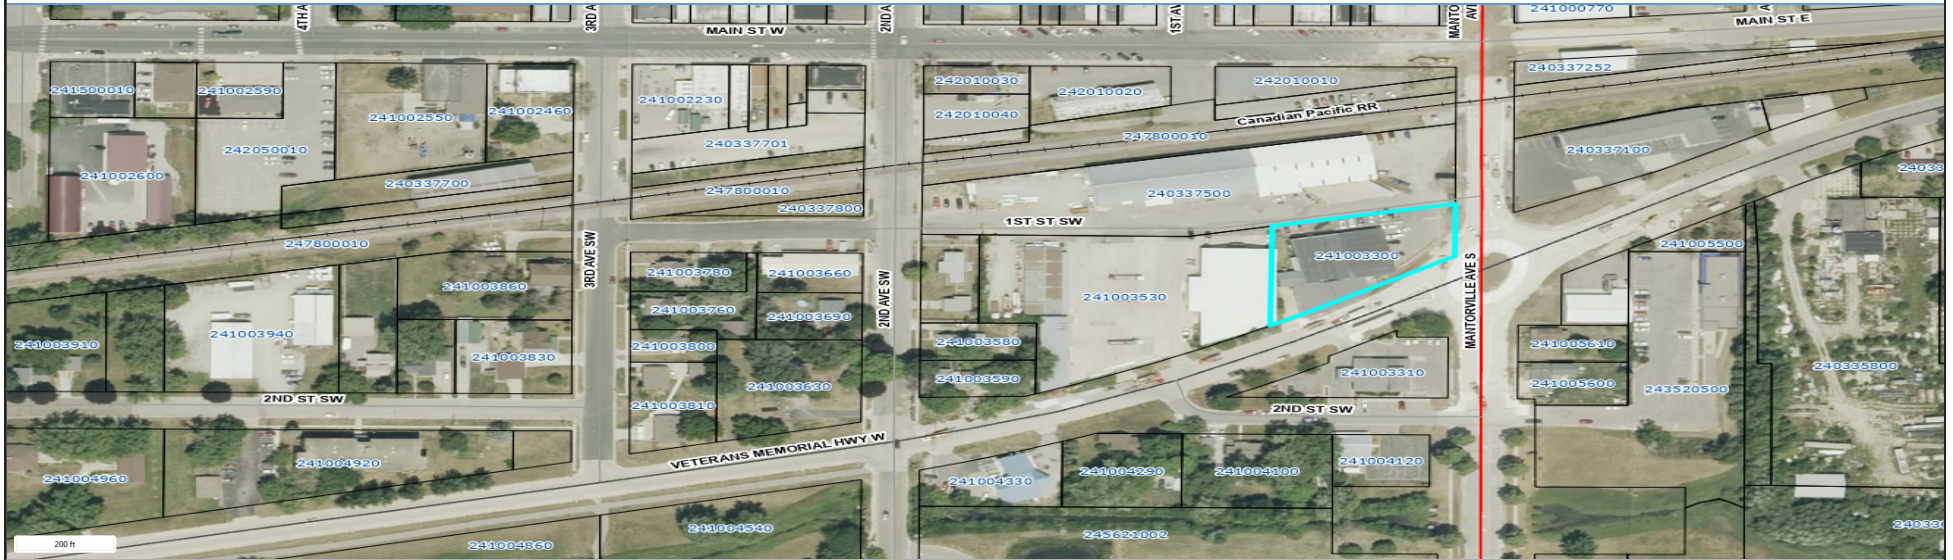 4TH A
3RD A
2ND A
1ST AV
MANTO
AV
A
241000770
MAIN ST W
MAIN ST E
241500010
241002590
241002550
241002460
241002230
242010030
242010020
242010010
240337252
242010040
Canadian Pacific RR
242050010
240337701
247800010
240337100
241002600
240337700
247800010
240337800
240337500
24033
1ST ST SW
247800010
3RD AVE SW
241003780
241003660
2ND AVE SW
241003300
241005500
241003860
241003760
241003690
241003530
MANTORVILLE AVE S
241003910
241003940
241003830
241003800
241003580
241005610
241003630
241003590
241003310
241005600
243520500
240335800
2ND ST SW
241003810
2ND ST SW
VETERANS MEMORIAL HWY W
241004960
241004920
241004330
241004290
241004100
241004120
241004540
245621002
24033
241004860
200 ft